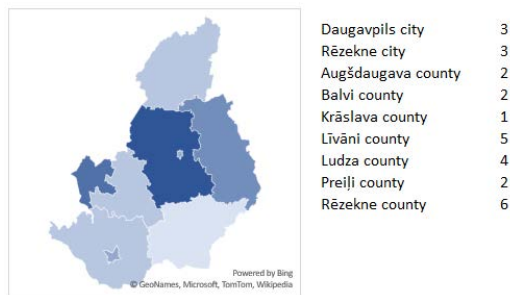 Daugavpils city 3
Rēzekne city 3
Augšdaugava county 2
Balvi county 2
Krāslava county 1
Līvāni county 5
Ludza county 4
Preiļi county 2
Rēzekne county 6
Powered by Bing
© GeoNames, Microsoft, TomTom, Wikipedia